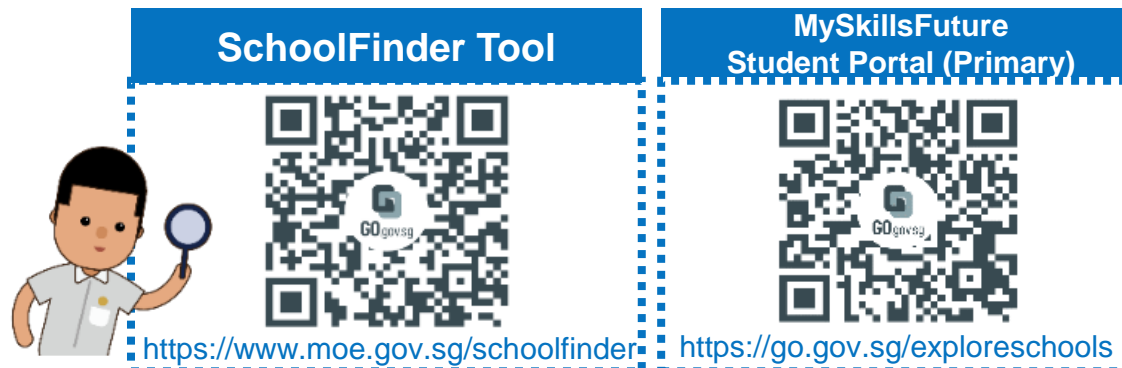 SchoolFinder Tool
MySkillsFuture
Student Portal (Primary)
GOgovsg
GOgovsg
https://www.moe.gov.sg/schoolfinder
https://go.gov.sg/exploreschools